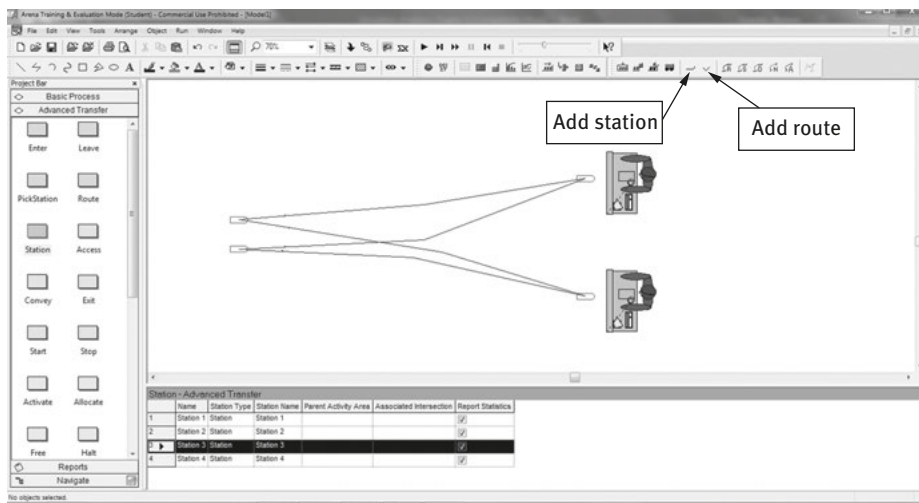 Arena Training & Evaluation Mode (Student) - Commercial Use Prohibited - [Model1]
File Edit View Tools Arrange Object Run Window Help
70%
Project Bar
Basic Process
Advanced Transfer
Enter Leave
PickStation Route
Station Access
Convey Exit
Start Stop
Activate Allocate
Free Halt
Reports
Navigate
Add station
Add route
Station - Advanced Transfer
Name Station Type Station Name Parent Activity Area Associated Intersection Report Statistics
1 Station 1 Station Station 1
2 Station 2 Station Station 2
3 Station 3 Station Station 3
4 Station 4 Station Station 4
No objects selected.